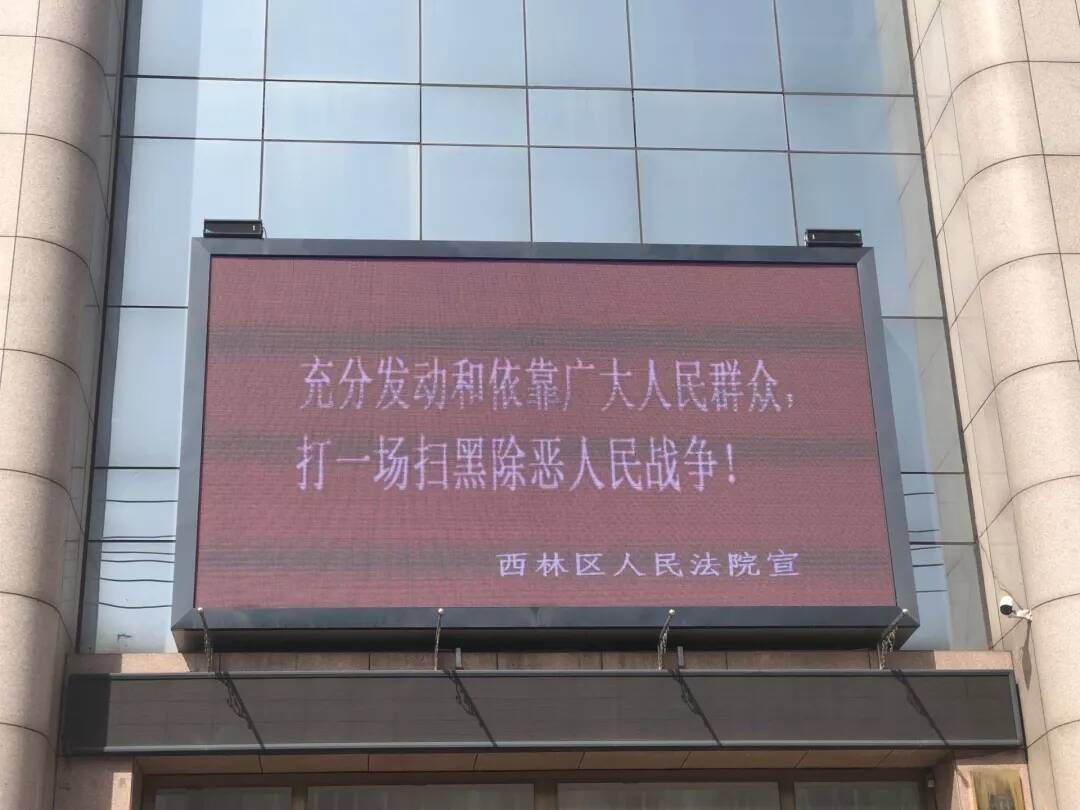 充分发动和依靠广大人民群众，
打一场扫黑除恶人民战争！
西林区人民法院宣